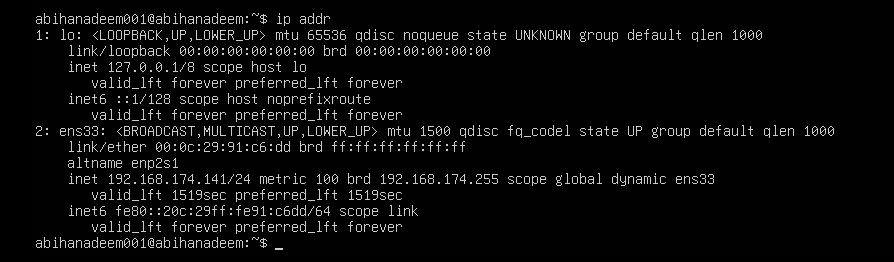 abihanadeem001@abihanadeem:~$ ip addr
1: lo: <LOOPBACK,UP,LOWER_UP> mtu 65536 qdisc noqueue state UNKNOWN group default qlen 1000
    link/loopback 00:00:00:00:00:00 brd 00:00:00:00:00:00
    inet 127.0.0.1/8 scope host lo
       valid_lft forever preferred_lft forever
    inet6 ::1/128 scope host noprefixroute
       valid_lft forever preferred_lft forever
2: ens33: <BROADCAST,MULTICAST,UP,LOWER_UP> mtu 1500 qdisc fq_codel state UP group default qlen 1000
    link/ether 00:0c:29:91:c6:dd brd ff:ff:ff:ff:ff:ff
    altname enp2s1
    inet 192.168.174.141/24 metric 100 brd 192.168.174.255 scope global dynamic ens33
       valid_lft 1519sec preferred_lft 1519sec
    inet6 fe80::20c:29ff:fe91:c6dd/64 scope link
       valid_lft forever preferred_lft forever
abihanadeem001@abihanadeem:~$ _